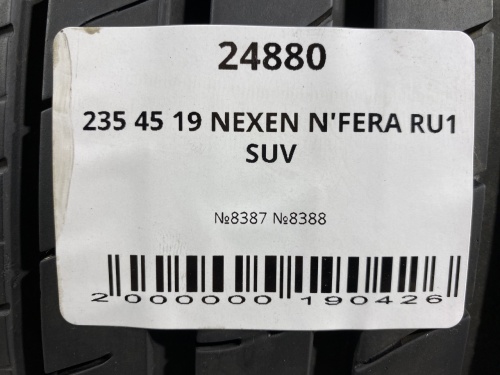 24880
235 45 19 NEXEN N'FERA RU1
SUV
№8387 №8388
2 000000 190426